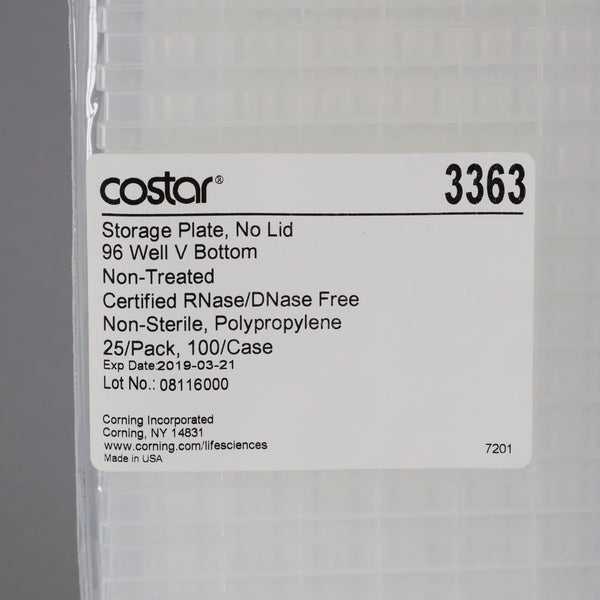 costar® 3363
Storage Plate, No Lid
96 Well V Bottom
Non-Treated
Certified RNase/DNase Free
Non-Sterile, Polypropylene
25/Pack, 100/Case
Exp Date:2019-03-21
Lot No.: 08116000
Corning Incorporated
Corning, NY 14831
www.corning.com/lifesciences
Made in USA 7201